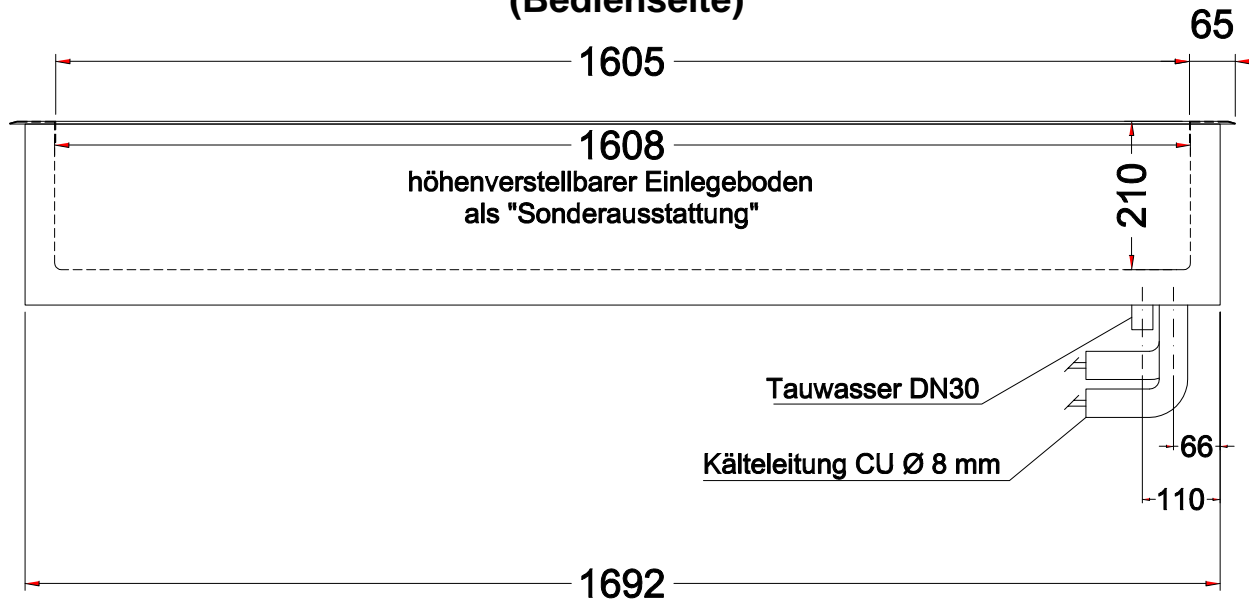 (Bedienseite)
65
1605
1608
höhenverstellbarer Einlegeboden
als "Sonderausstattung"
210
Tauwasser DN30
66
Kälteleitung CU Ø 8 mm
110
1692